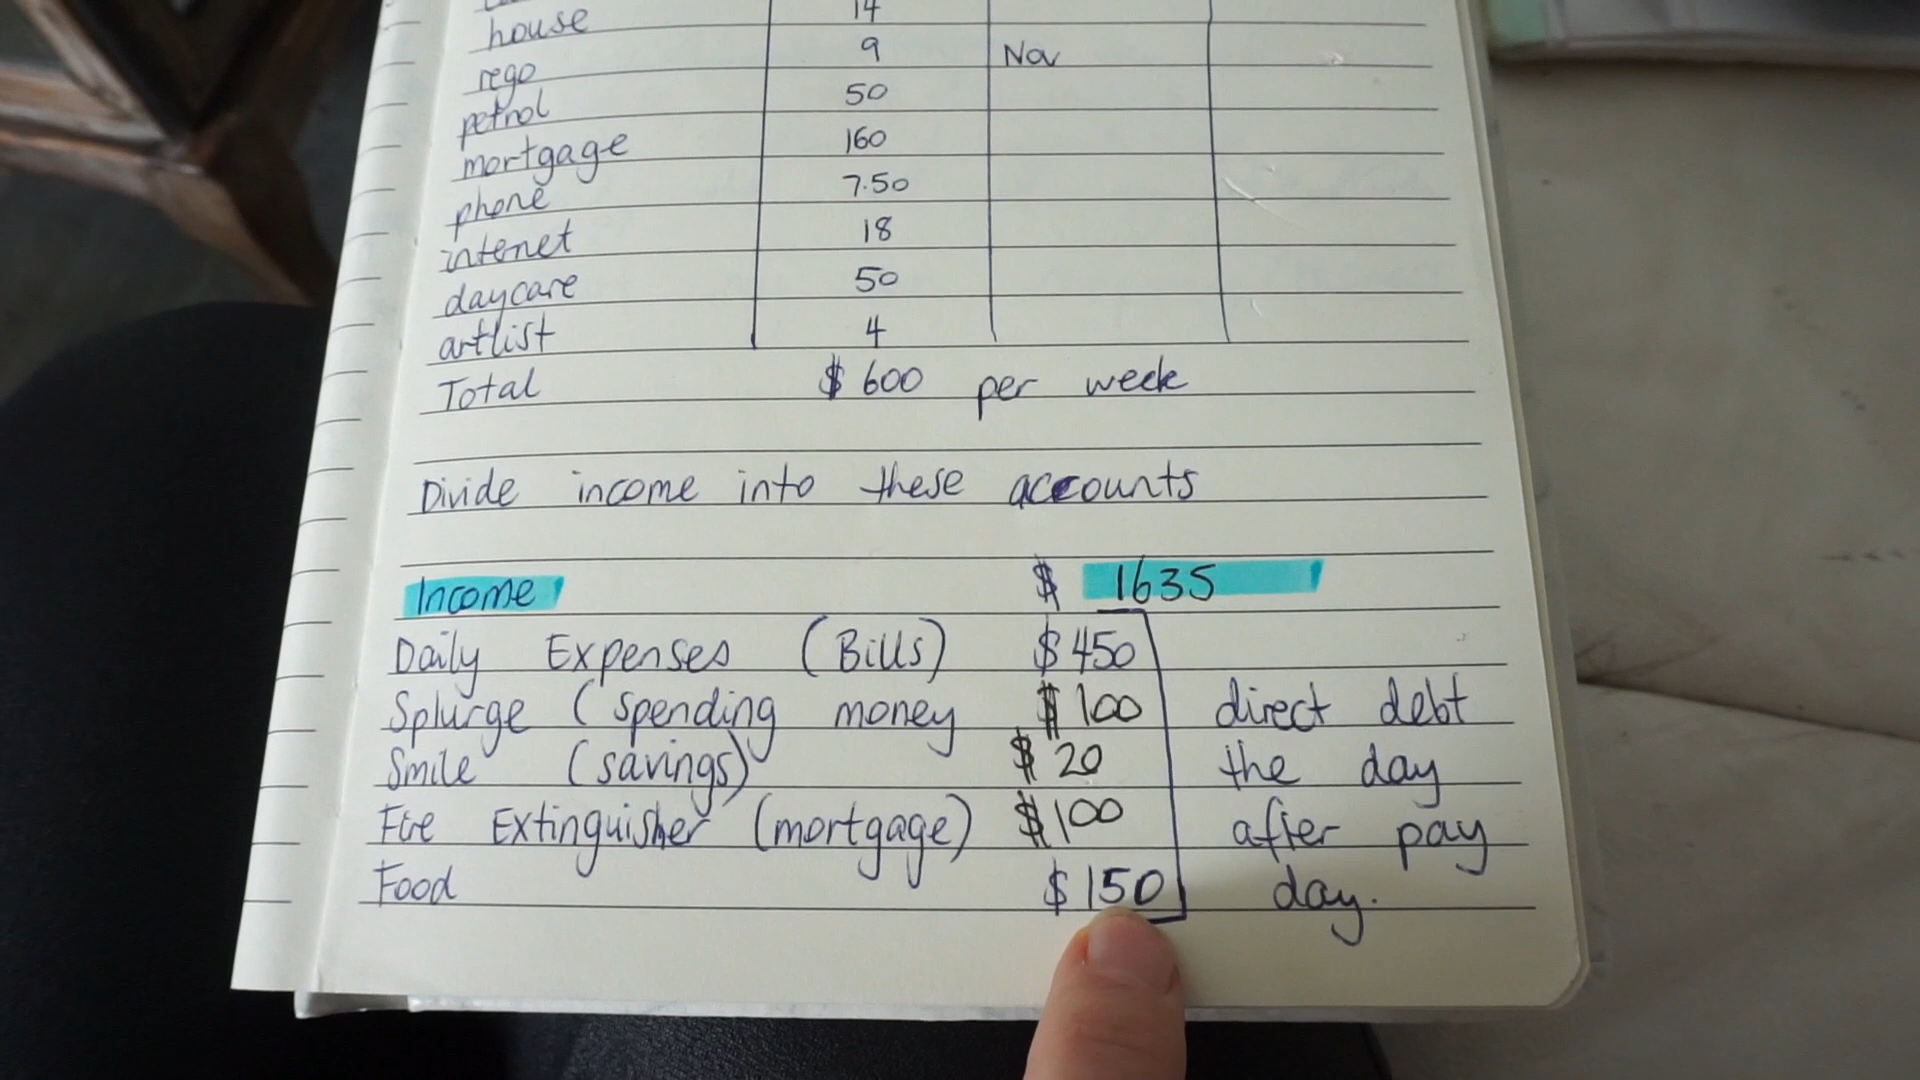 house 14
rego 9 Nov
petrol 50
mortgage 160
phone 7.50
internet 18
daycare 50
artlist 4
Total $ 600 per week
Divide income into these accounts
Income $ 1635
Daily Expenses (Bills) $ 450
Splurge ( spending money $ 100 direct debt
Smile (savings) $ 20 the day
Fire Extinguisher (mortgage) $ 100 after pay
Food $ 150 day.